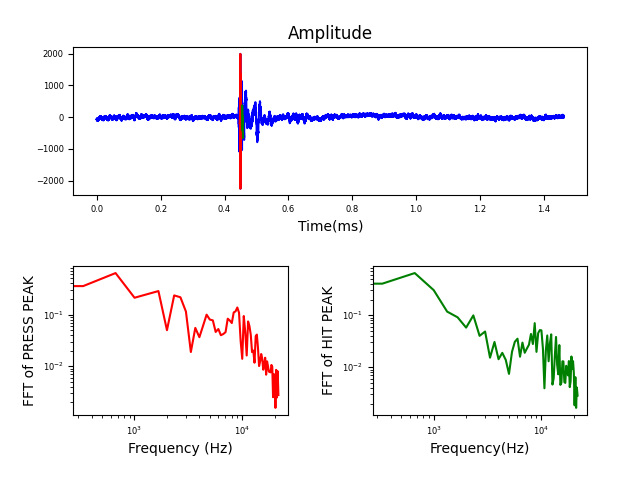 Amplitude
2000
1000
0
−1000
−2000
0.0 0.2 0.4 0.6 0.8 1.0 1.2 1.4
Time(ms)
FFT of PRESS PEAK
10⁻¹
10⁻²
10³ 10⁴
Frequency (Hz)
FFT of HIT PEAK
10⁻¹
10⁻²
10³ 10⁴
Frequency(Hz)